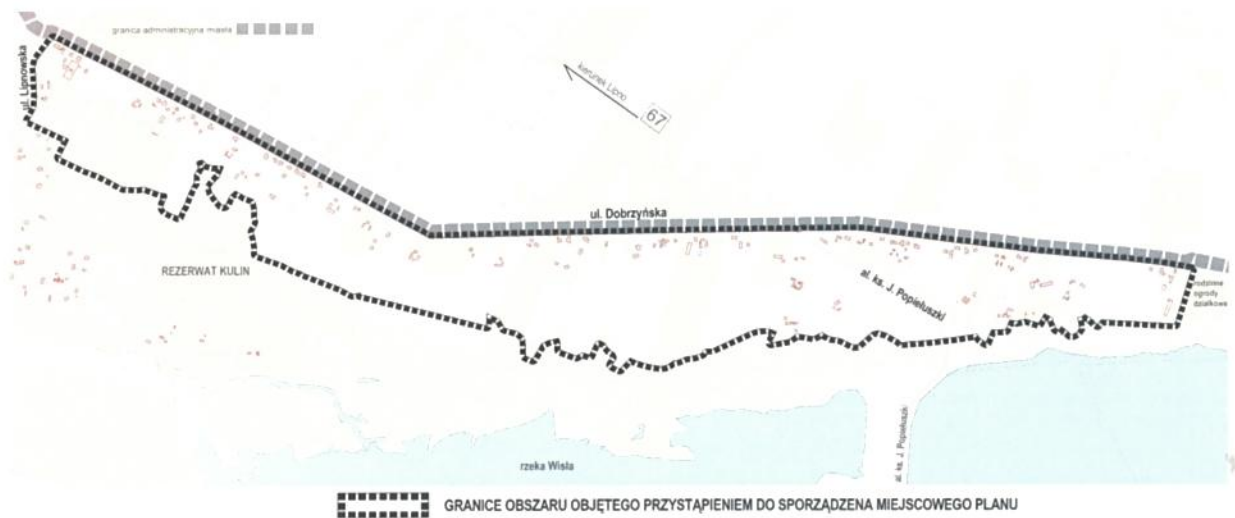 granica administracyjna miasta
ul. Lipnowska
kierunek Lipno
67
ul. Dobrzyńska
REZERWAT KULIN
al. ks. J. Popiełuszki
rodzinne
ogrody
działkowe
rzeka Wisła
al. ks. J. Popiełuszki
GRANICE OBSZARU OBJĘTEGO PRZYSTĄPIENIEM DO SPORZĄDZENA MIEJSCOWEGO PLANU